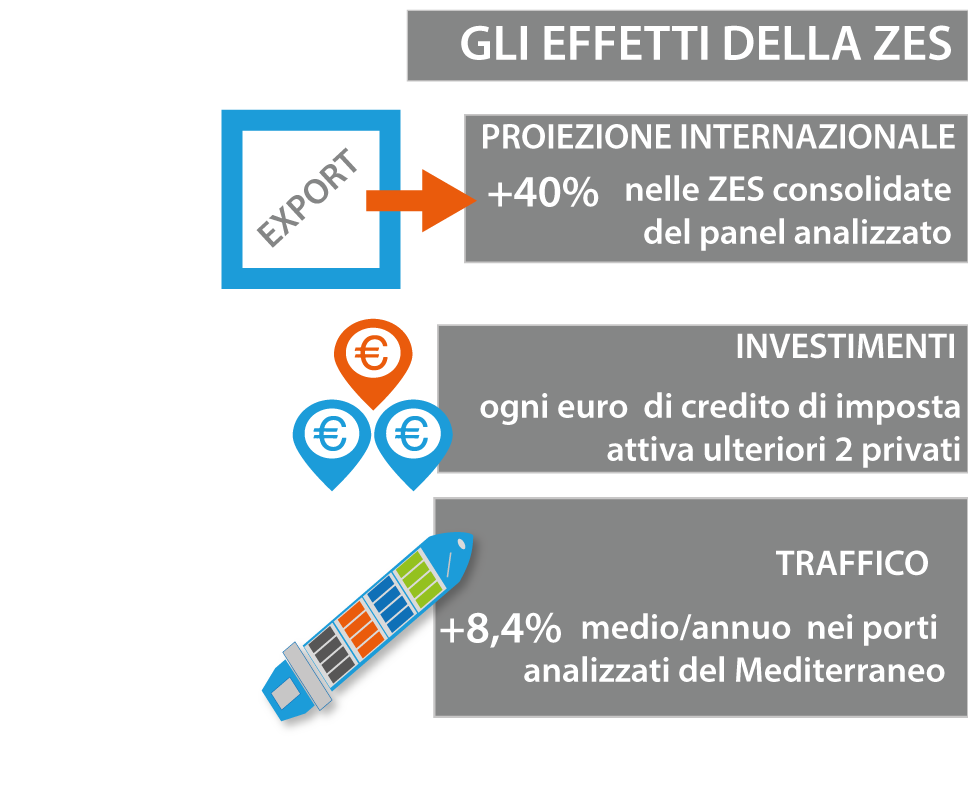 GLI EFFETTI DELLA ZES
EXPORT
PROIEZIONE INTERNAZIONALE
+40% nelle ZES consolidate
del panel analizzato
INVESTIMENTI
€
€ €
ogni euro di credito di imposta
attiva ulteriori 2 privati
TRAFFICO
+8,4% medio/annuo nei porti
analizzati del Mediterraneo